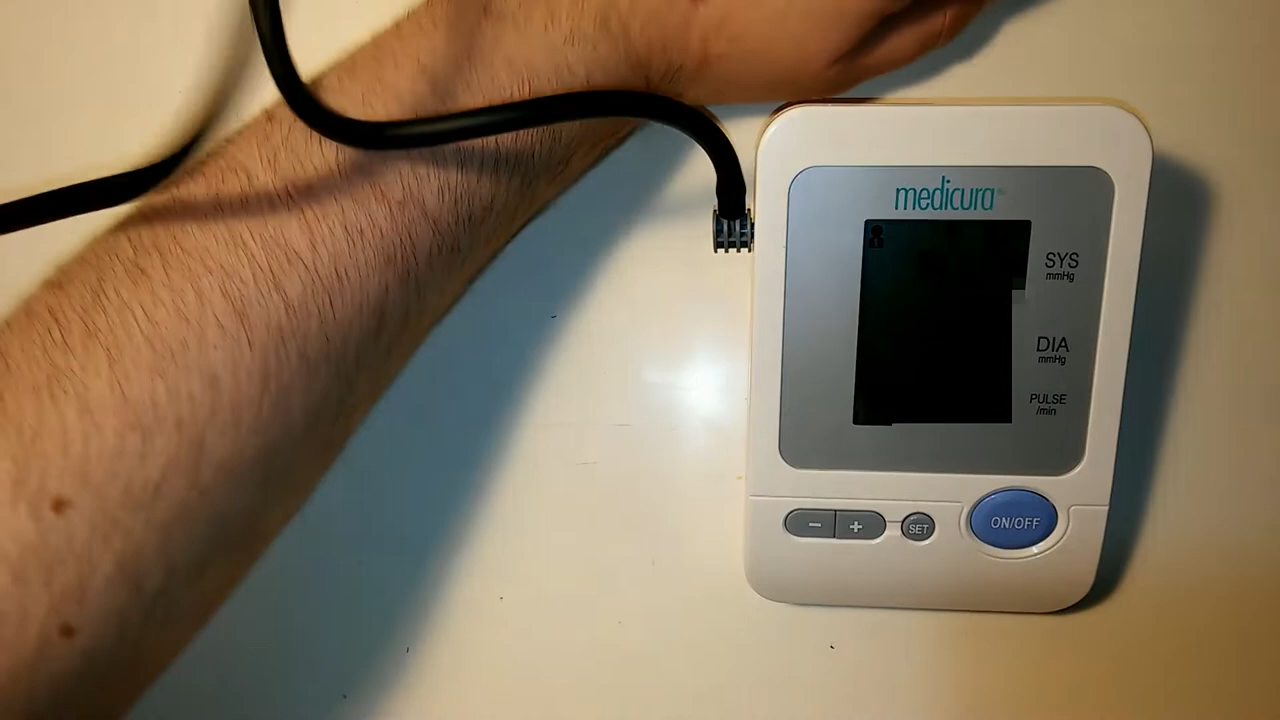 medicura
SYS
mmHg
DIA
mmHg
PULSE
/min
− +
SET
ON/OFF